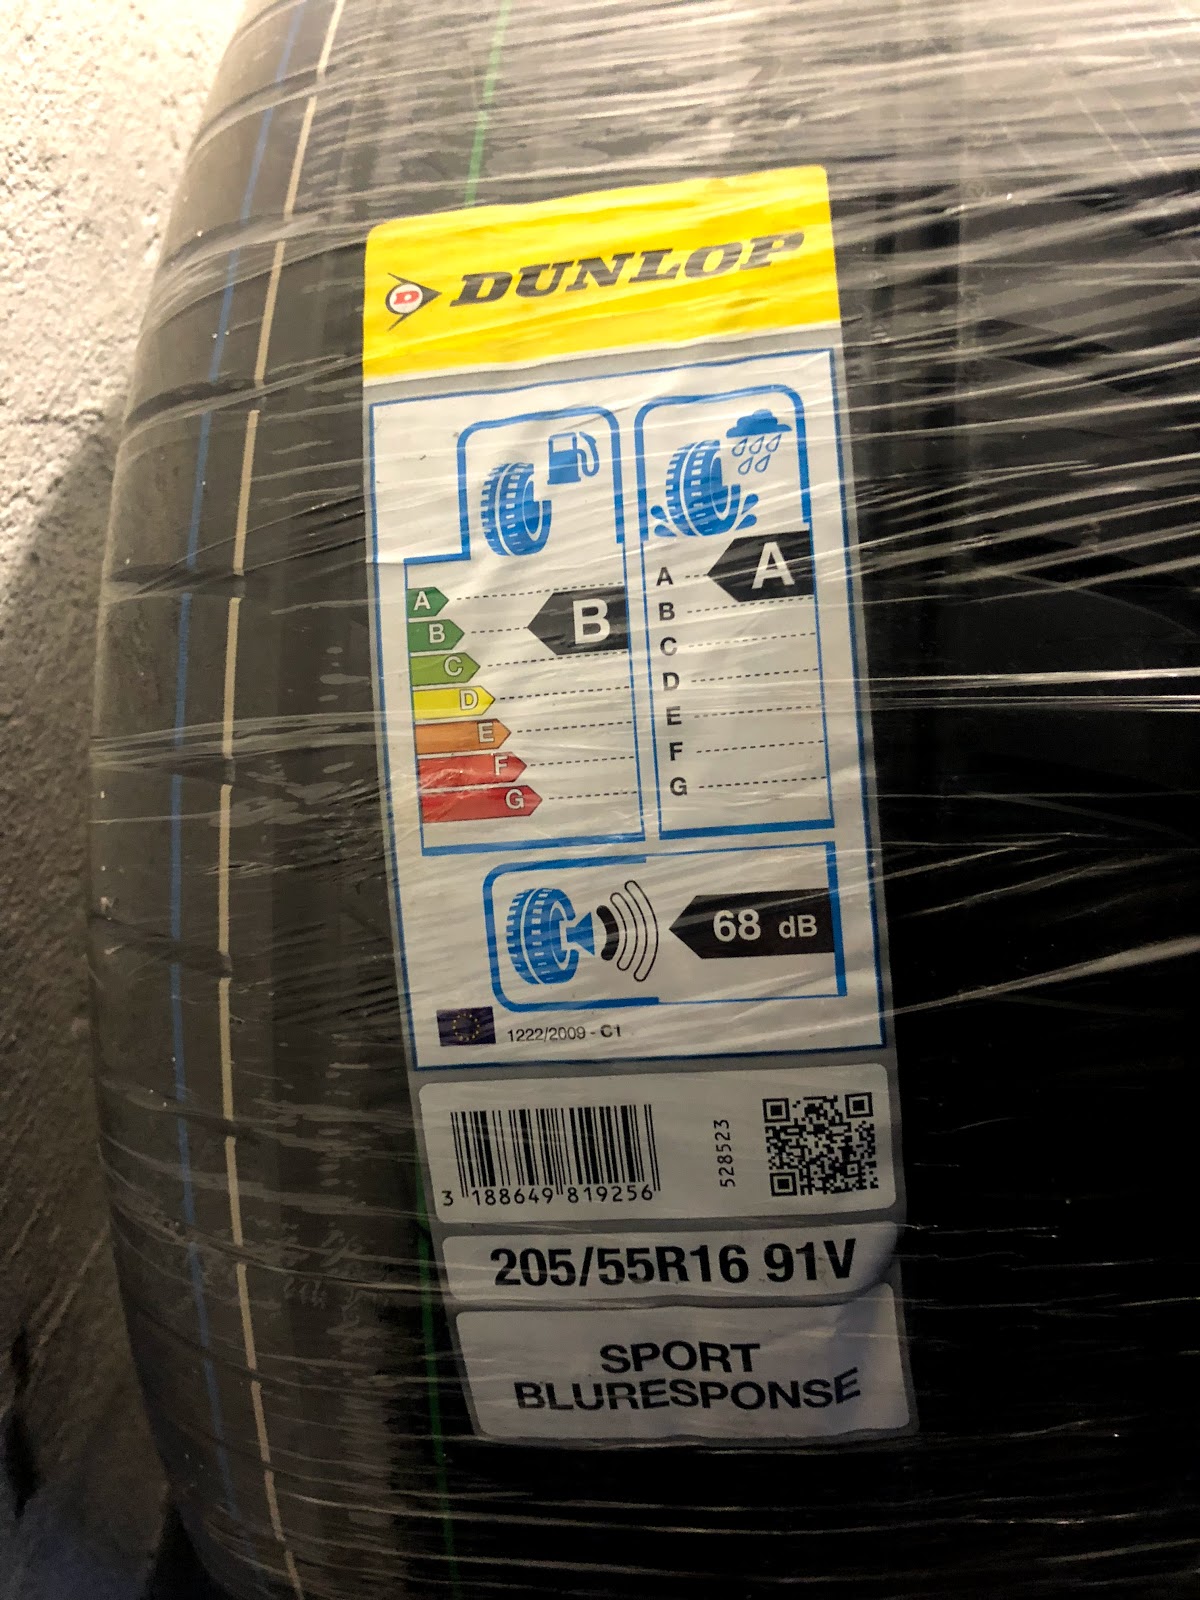 D DUNLOP
A
B
C
D
E
F
G
B
A
B
C
D
E
F
G
A
68 dB
1222/2009 - C1
3 188649 819256
528523
205/55R16 91V
SPORT
BLURESPONSE